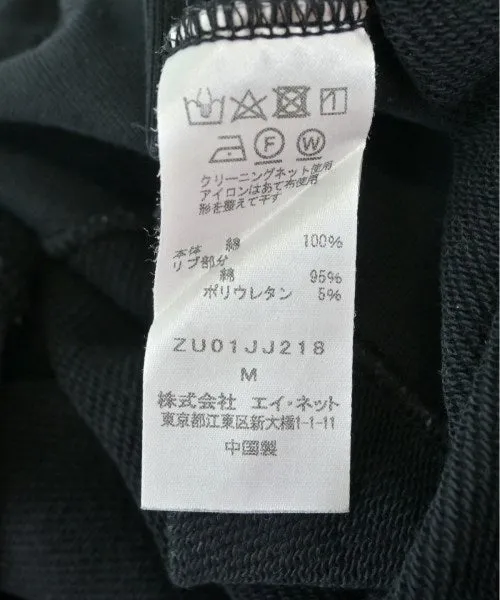 F W
クリーニングネット使用
アイロンはあて布使用
形を整えて干す
本体 綿 100%
リブ部分
綿 95%
ポリウレタン 5%
ZU01JJ218
M
株式会社 エイ・ネット
東京都江東区新大橋1-1-11
中国製